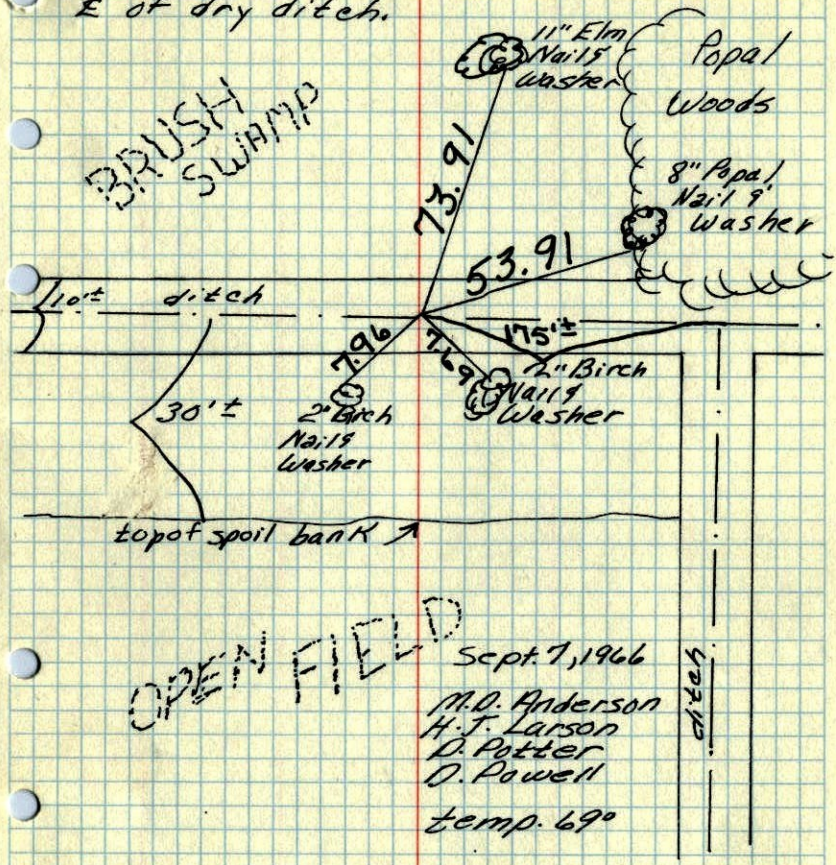 ℄ of dry ditch.
11" Elm
Nail &
Washer
Popal
Woods
BRUSH
SWAMP
73.91
8" Popal
Nail &
Washer
53.91
10'±
ditch
175'±
7.96
7.69
2" Birch
Nail &
Washer
30'±
2" Birch
Nail &
Washer
top of spoil bank
OPEN FIELD
Sept. 7, 1966
ditch
M.D. Anderson
H.J. Larson
D. Potter
D. Powell
temp. 69°